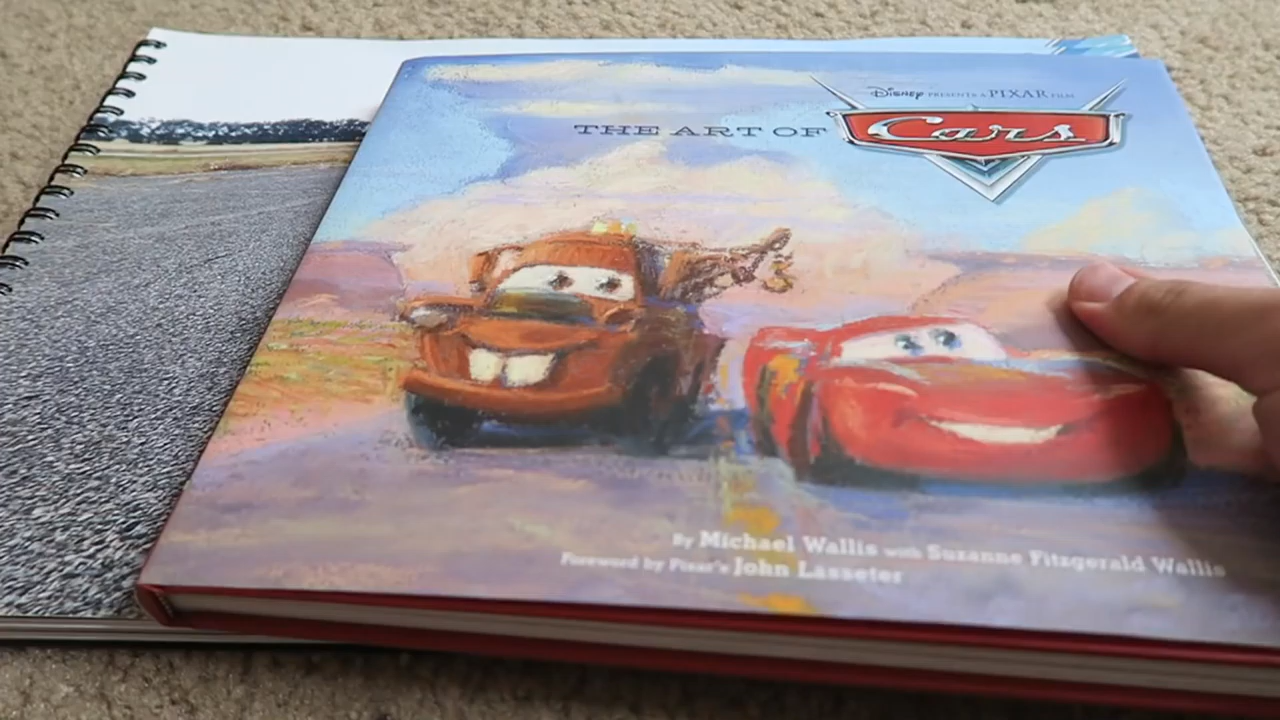 Disney PRESENTS A PIXAR FILM
THE ART OF Cars
By Michael Wallis with Suzanne Fitzgerald Wallis
Foreword by Pixar's John Lasseter